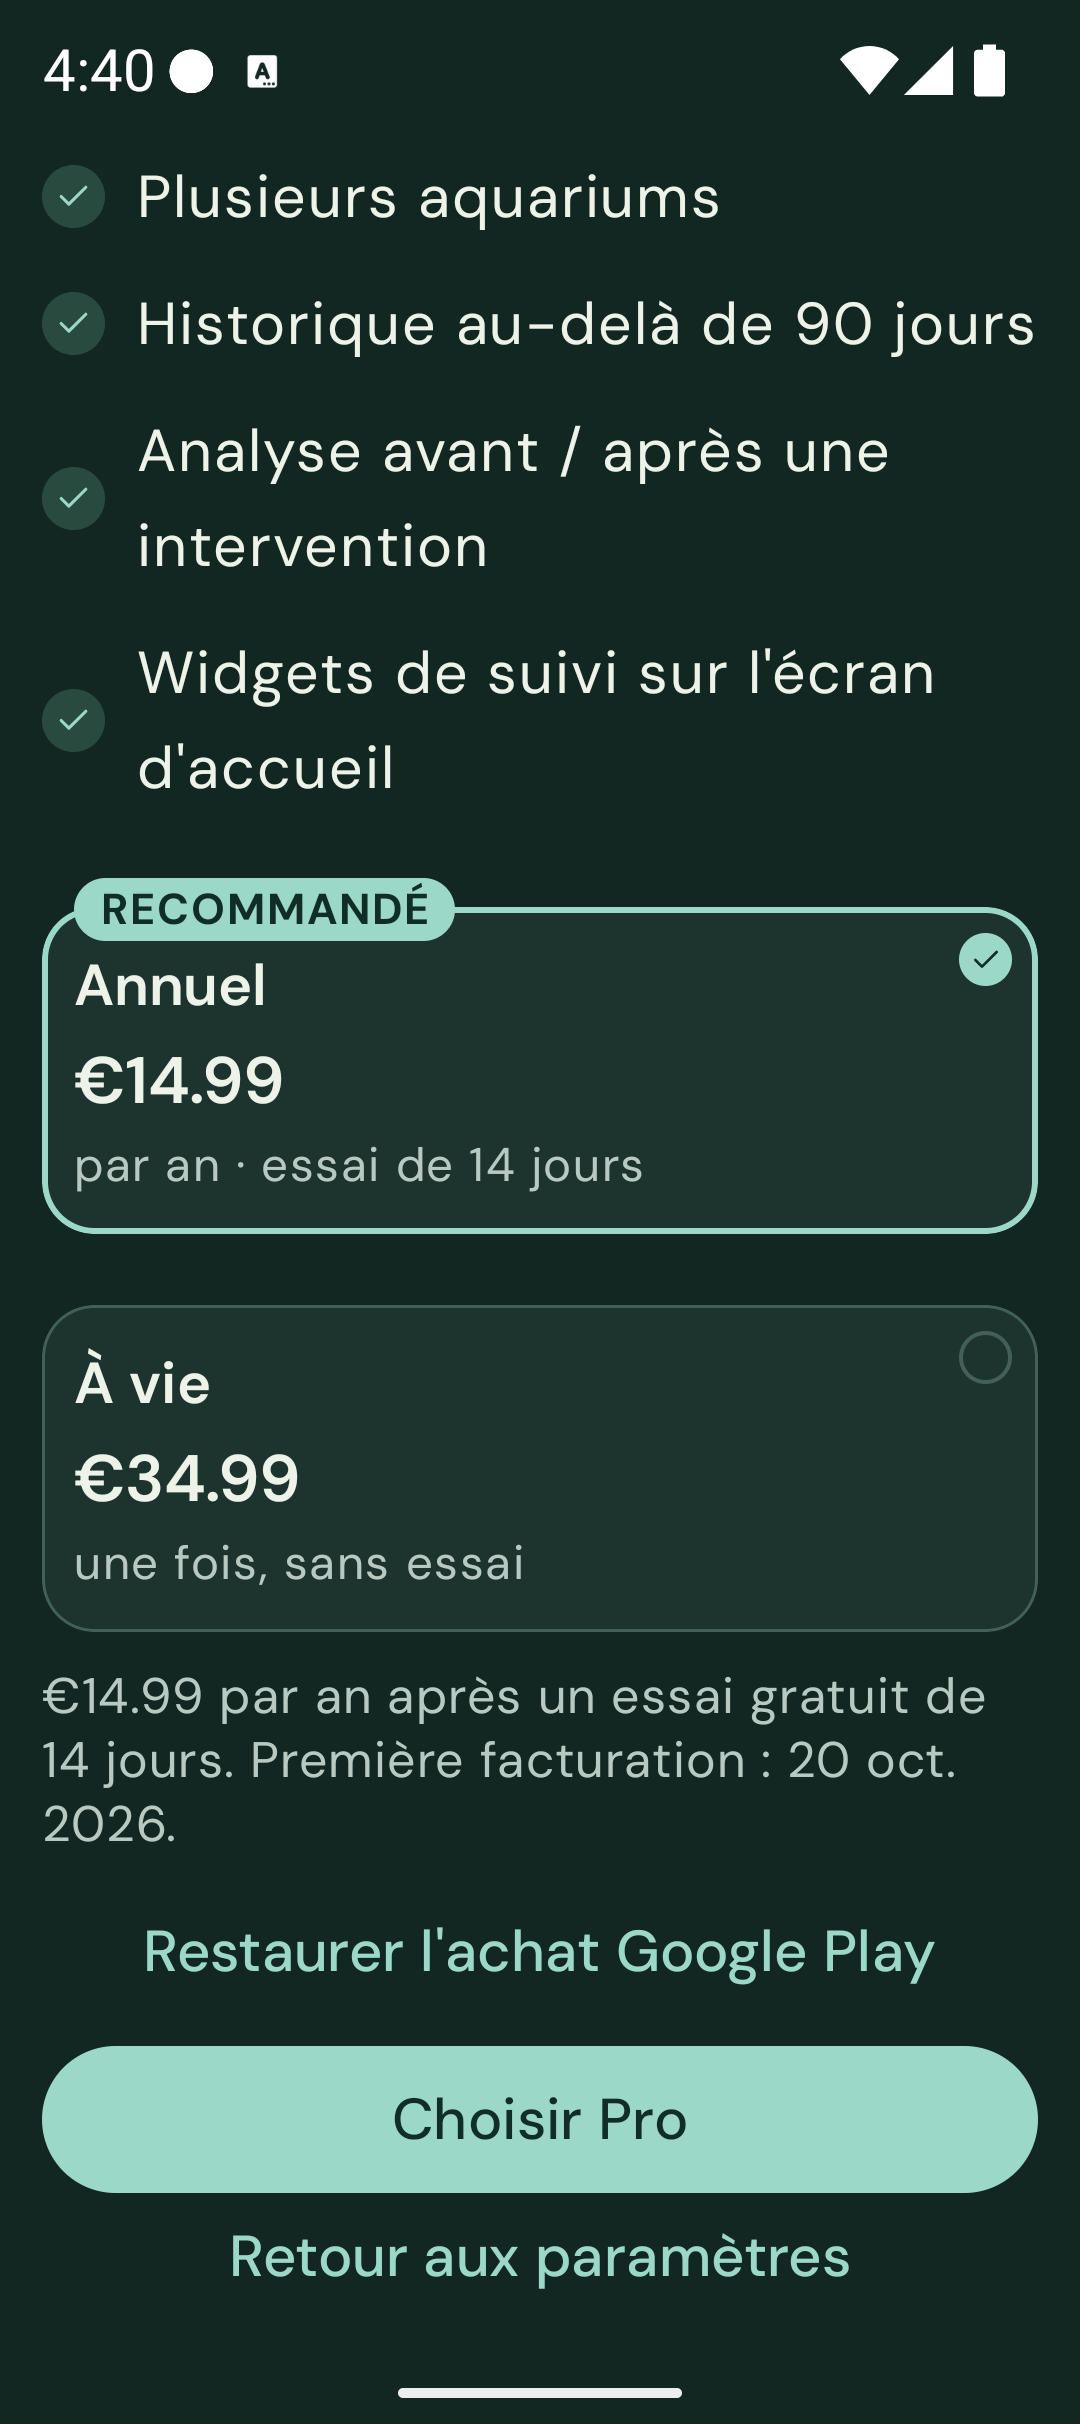 4:40
Plusieurs aquariums
Historique au-delà de 90 jours
Analyse avant / après une
intervention
Widgets de suivi sur l'écran
d'accueil
RECOMMANDÉ
Annuel
€14.99
par an · essai de 14 jours
À vie
€34.99
une fois, sans essai
€14.99 par an après un essai gratuit de
14 jours. Première facturation : 20 oct.
2026.
Restaurer l'achat Google Play
Choisir Pro
Retour aux paramètres